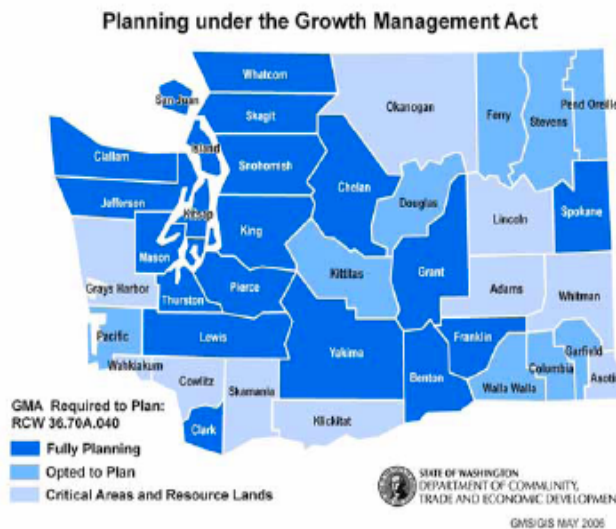 Planning under the Growth Management Act
Whatcom
San Juan
Skagit
Island
Clallam
Snohomish
Jefferson
Kitsap
King
Mason
Grays Harbor
Thurston
Pierce
Pacific
Lewis
Wahkiakum
Cowlitz
Skamania
Clark
Klickitat
Yakima
Kittitas
Chelan
Douglas
Okanogan
Ferry
Stevens
Pend Oreille
Lincoln
Spokane
Grant
Adams
Whitman
Franklin
Benton
Walla Walla
Columbia
Garfield
Asoti
GMA Required to Plan:
RCW 36.70A.040
Fully Planning
Opted to Plan
Critical Areas and Resource Lands
STATE OF WASHINGTON
DEPARTMENT OF COMMUNITY,
TRADE AND ECONOMIC DEVELOPMEN
GMS/GIS MAY 2006